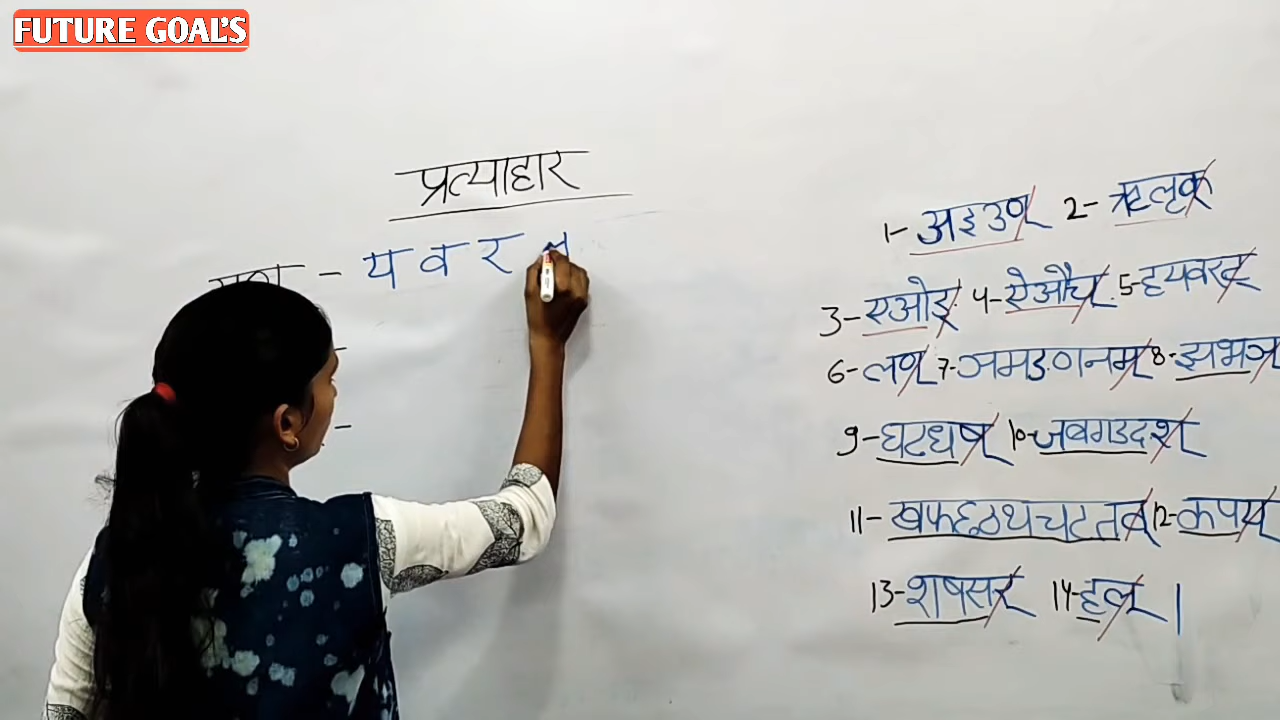 FUTURE GOAL'S
प्रत्याहार
यण - य व र ल
1- अइउण् 2- ऋलृक्
3- एओङ् 4- ऐऔच् 5- हयवरट्
6- लण् 7- ञमङणनम् 8- झभञ्
9- घढधष् 10- जबगडदश्
11- खफछठथचटतव् 12- कपय्
13- शषसर् 14- हल् |